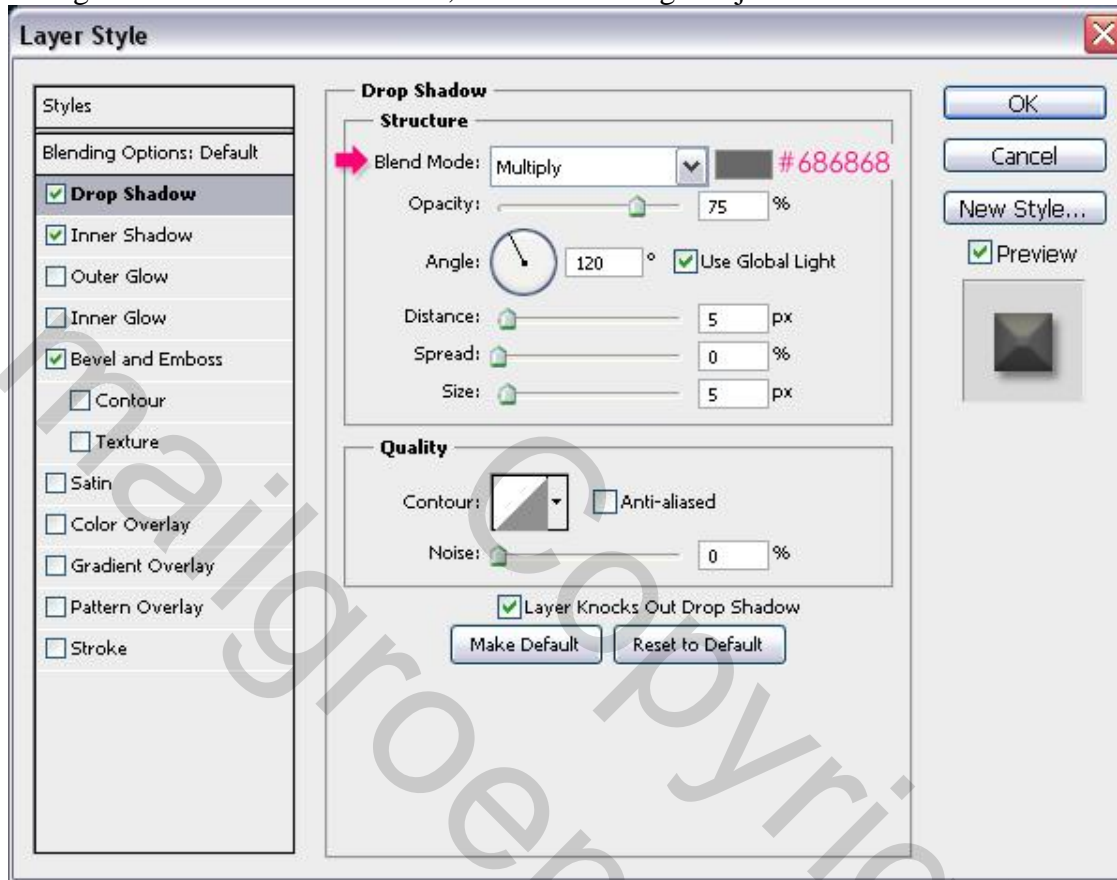 Layer Style
Styles
Blending Options: Default
Drop Shadow
Inner Shadow
Outer Glow
Inner Glow
Bevel and Emboss
Contour
Texture
Satin
Color Overlay
Gradient Overlay
Pattern Overlay
Stroke
Drop Shadow
Structure
Blend Mode: Multiply #686868
Opacity: 75 %
Angle: 120 ° Use Global Light
Distance: 5 px
Spread: 0 %
Size: 5 px
Quality
Contour: Anti-aliased
Noise: 0 %
Layer Knocks Out Drop Shadow
Make Default Reset to Default
OK
Cancel
New Style...
Preview
mailgroe
Copyri